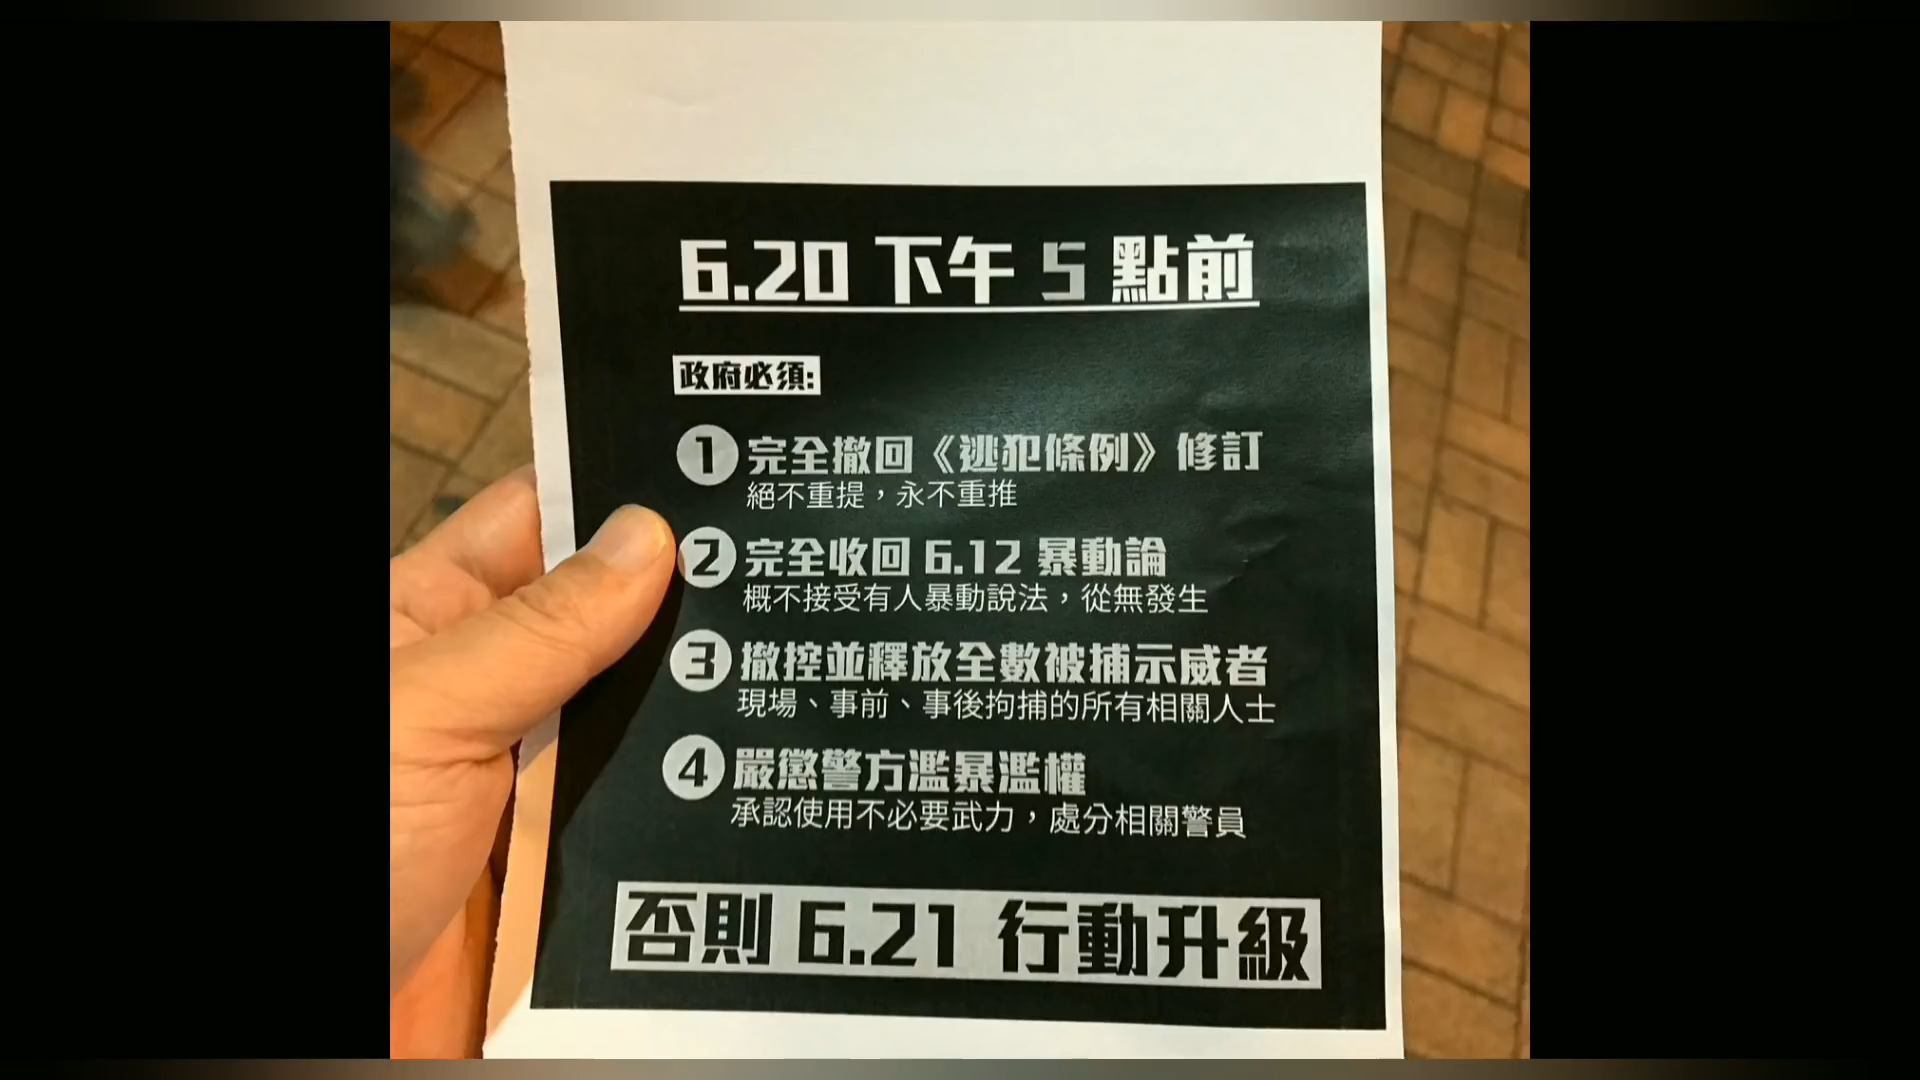 6.20 下午 5 點前
政府必須:
1 完全撤回《逃犯條例》修訂
絕不重提，永不重推
2 完全收回 6.12 暴動論
概不接受有人暴動說法，從無發生
3 撤控並釋放全數被捕示威者
現場、事前、事後拘捕的所有相關人士
4 嚴懲警方濫暴濫權
承認使用不必要武力，處分相關警員
否則 6.21 行動升級